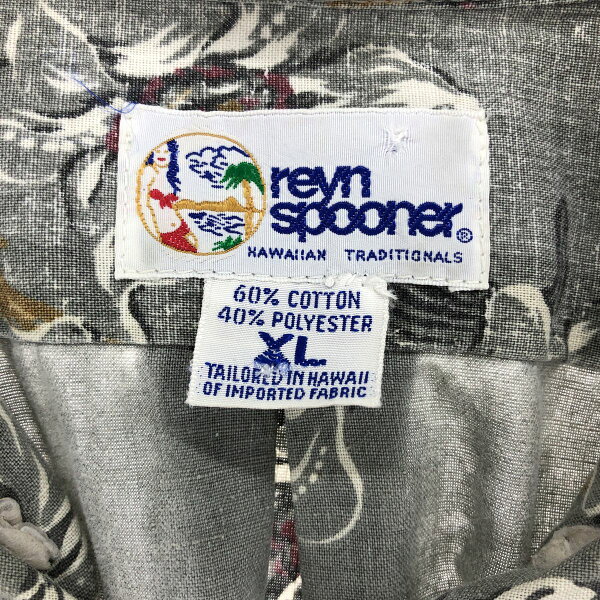 reyn
spooner®
HAWAIIAN TRADITIONALS
60% COTTON
40% POLYESTER
XL
TAILORED IN HAWAII
OF IMPORTED FABRIC